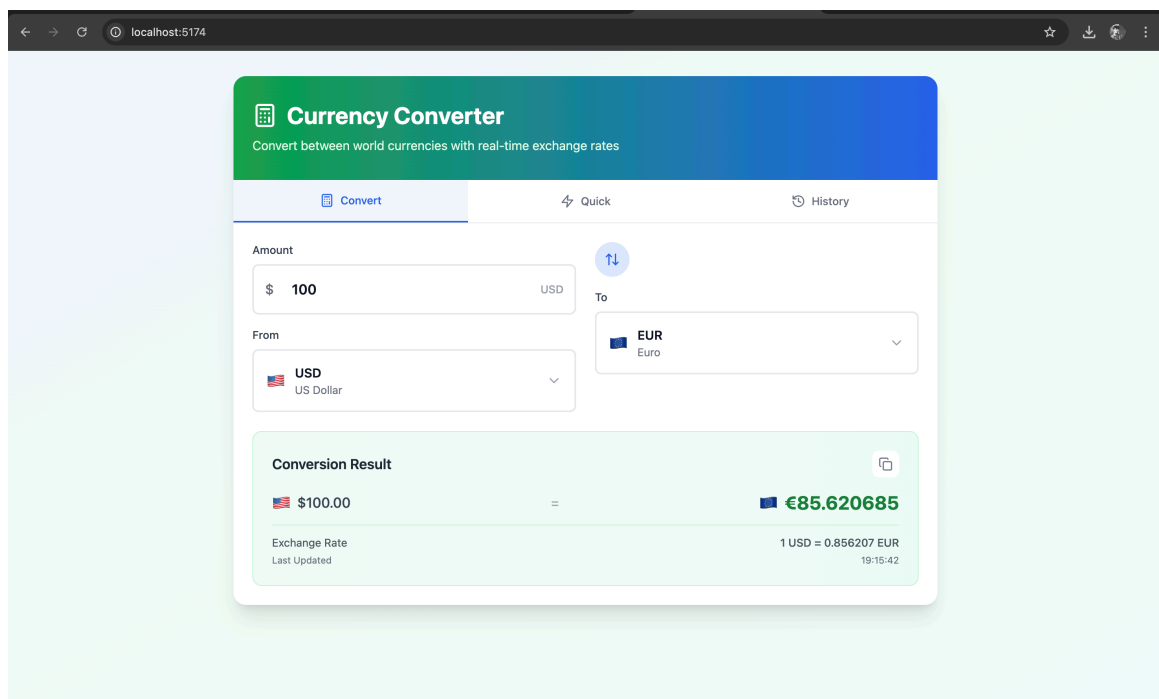 localhost:5174
Currency Converter
Convert between world currencies with real-time exchange rates
Convert
Quick
History
Amount
$ 100 USD
From
USD
US Dollar
To
EUR
Euro
Conversion Result
$100.00 = €85.620685
Exchange Rate 1 USD = 0.856207 EUR
Last Updated 19:15:42